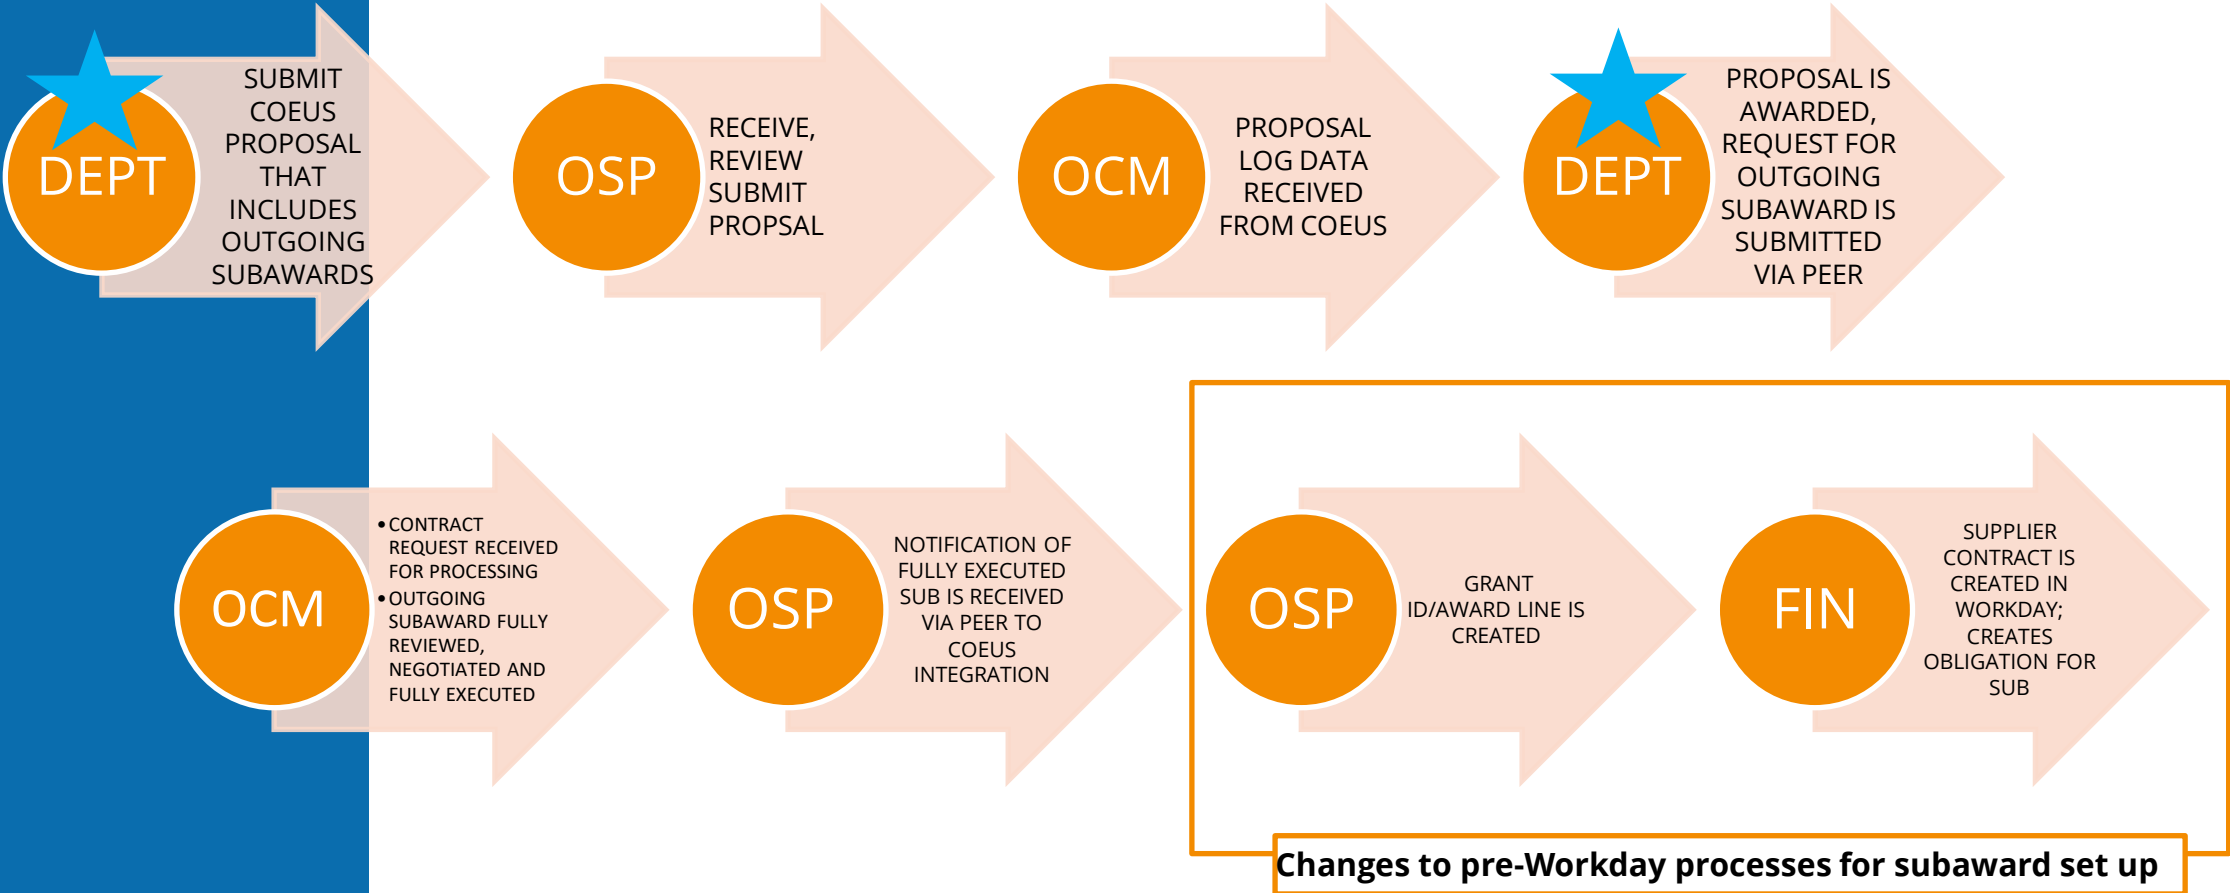 DEPT
SUBMIT
COEUS
PROPOSAL
THAT
INCLUDES
OUTGOING
SUBAWARDS
OSP
RECEIVE,
REVIEW
SUBMIT
PROPSAL
OCM
PROPOSAL
LOG DATA
RECEIVED
FROM COEUS
DEPT
PROPOSAL IS
AWARDED,
REQUEST FOR
OUTGOING
SUBAWARD IS
SUBMITTED
VIA PEER
OCM
•CONTRACT
REQUEST RECEIVED
FOR PROCESSING
•OUTGOING
SUBAWARD FULLY
REVIEWED,
NEGOTIATED AND
FULLY EXECUTED
OSP
NOTIFICATION OF
FULLY EXECUTED
SUB IS RECEIVED
VIA PEER TO
COEUS
INTEGRATION
OSP
GRANT
ID/AWARD LINE IS
CREATED
FIN
SUPPLIER
CONTRACT IS
CREATED IN
WORKDAY;
CREATES
OBLIGATION FOR
SUB
Changes to pre-Workday processes for subaward set up